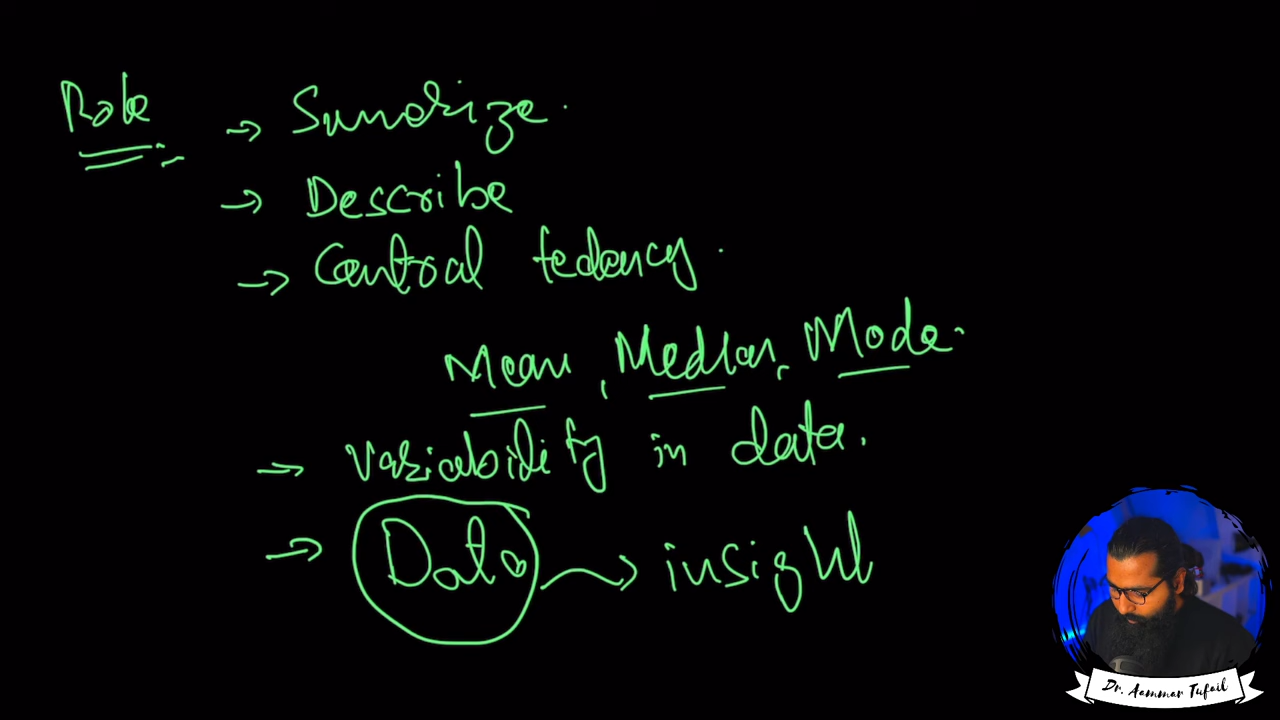 Role
→ Sumarize.
→ Describe
→ Central tedency.
Mean, Median, Mode.
→ Variability in data.
→ Data → insight
Dr. Aammar Tufail